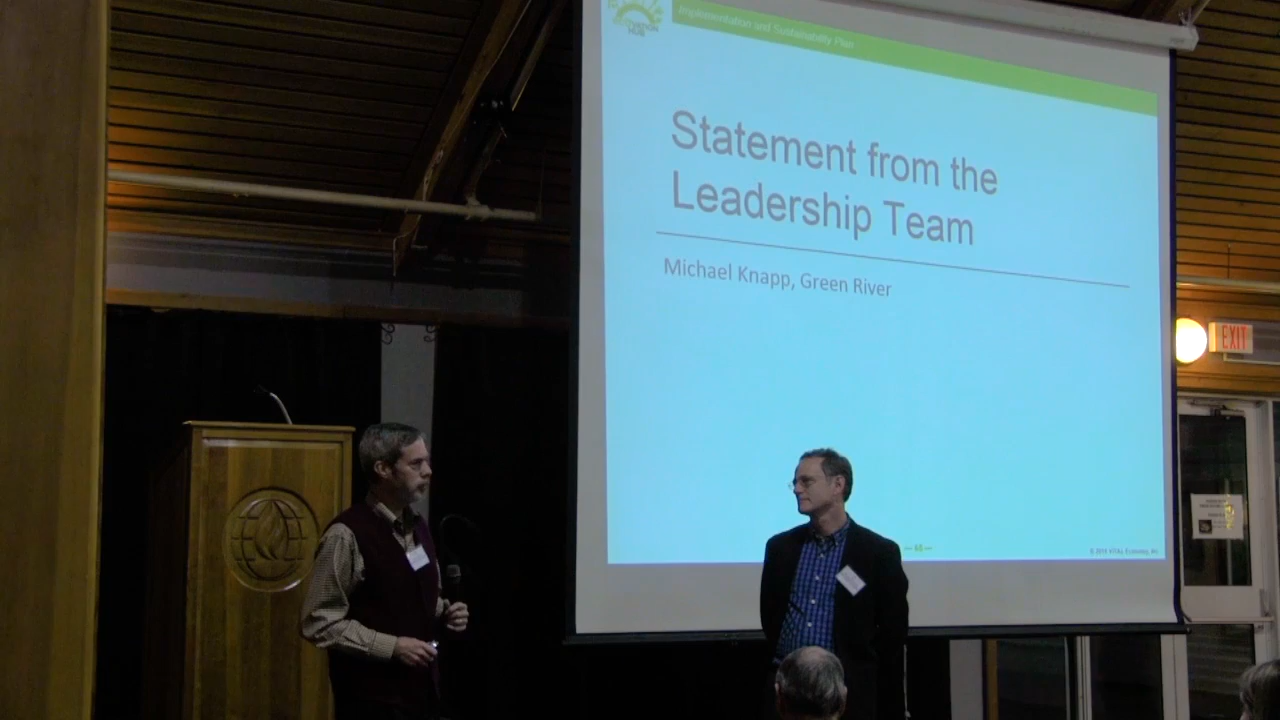 Implementation and Sustainability Plan
Statement from the
Leadership Team
Michael Knapp, Green River
EXIT